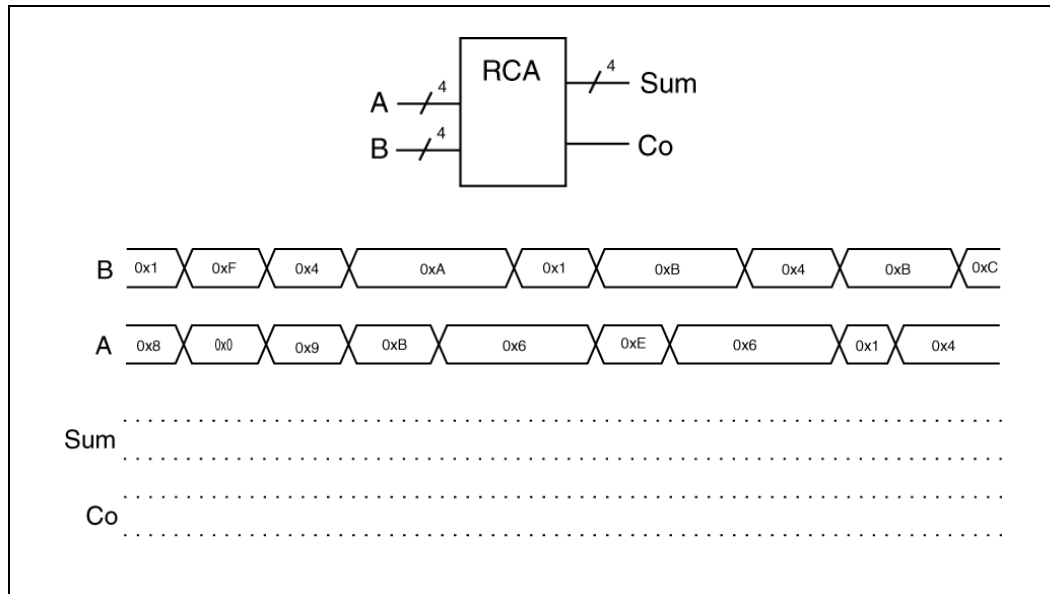 RCA
A 4
B 4
4 Sum
Co
B 0x1 0xF 0x4 0xA 0x1 0xB 0x4 0xB 0xC
A 0x8 0x0 0x9 0xB 0x6 0xE 0x6 0x1 0x4
Sum
Co